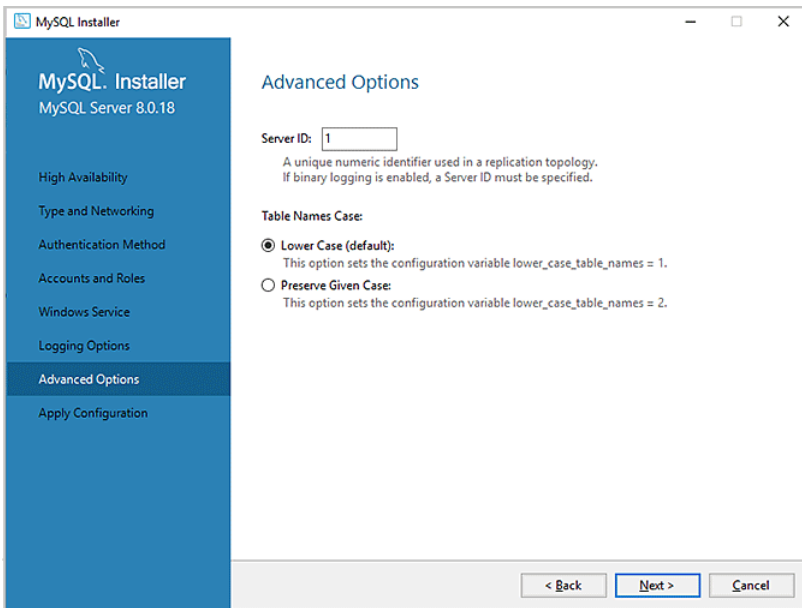 MySQL Installer
MySQL. Installer
MySQL Server 8.0.18
High Availability
Type and Networking
Authentication Method
Accounts and Roles
Windows Service
Logging Options
Advanced Options
Apply Configuration
Advanced Options
Server ID: 1
A unique numeric identifier used in a replication topology.
If binary logging is enabled, a Server ID must be specified.
Table Names Case:
Lower Case (default):
This option sets the configuration variable lower_case_table_names = 1.
Preserve Given Case:
This option sets the configuration variable lower_case_table_names = 2.
< Back Next > Cancel